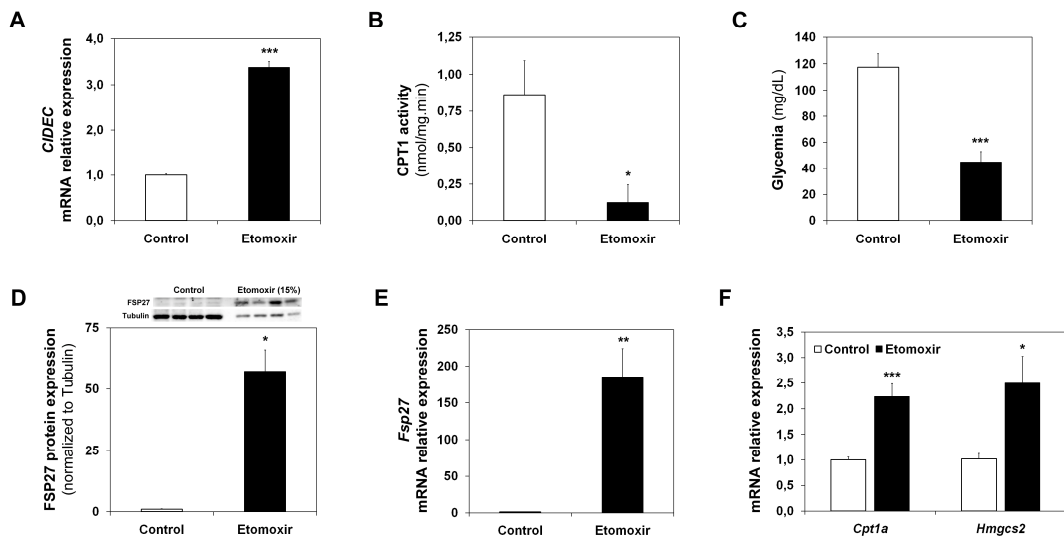 A
CIDEC
mRNA relative expression
4,0
3,0
2,0
1,0
0,0
***
Control
Etomoxir
B
CPT1 activity
(nmol/mg.min)
1,25
1,00
0,75
0,50
0,25
0,00
*
Control
Etomoxir
C
Glycemia (mg/dL)
140
120
100
80
60
40
20
0
***
Control
Etomoxir
D
Control
Etomoxir (15%)
FSP27
Tubulin
FSP27 protein expression
(normalized to Tubulin)
75
50
25
0
*
Control
Etomoxir
E
Fsp27
mRNA relative expression
250
200
150
100
50
0
**
Control
Etomoxir
F
mRNA relative expression
3,5
3,0
2,5
2,0
1,5
1,0
0,5
0,0
Control
Etomoxir
***
*
Cpt1a
Hmgcs2